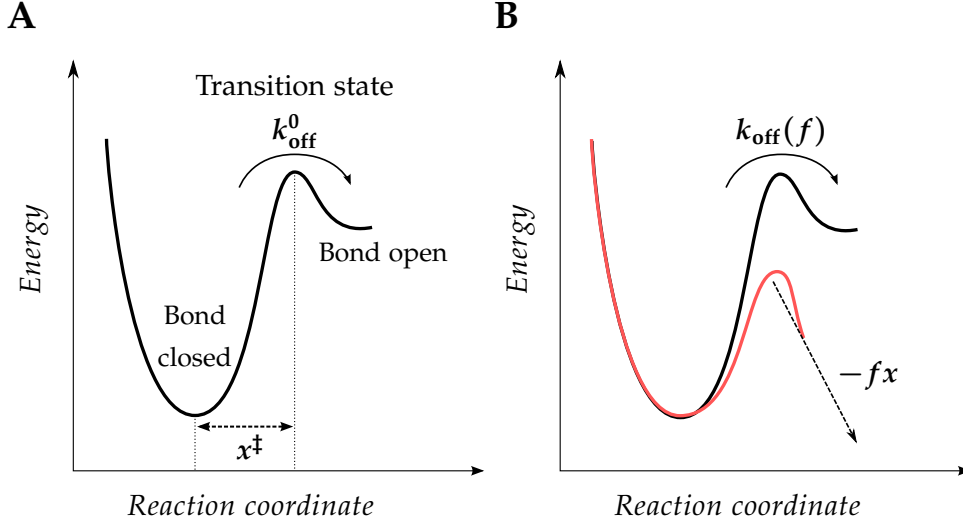 A
Transition state
k⁰off
Bond open
Bond
closed
x‡
Energy
Reaction coordinate
B
koff(f)
−fx
Energy
Reaction coordinate